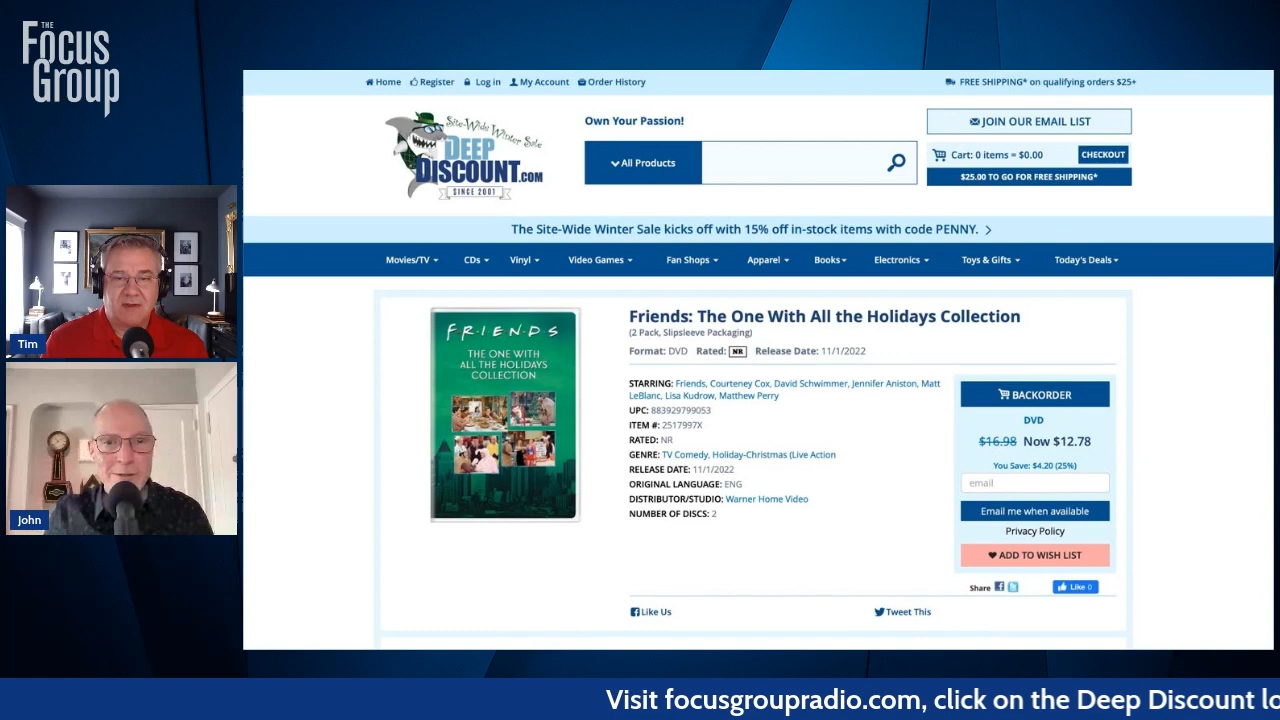 THE
Focus
Group
Home Register Log in My Account Order History
FREE SHIPPING* on qualifying orders $25+
Site-Wide Winter Sale
DEEP
DISCOUNT.COM
SINCE 2001
Own Your Passion!
All Products
JOIN OUR EMAIL LIST
Cart: 0 items = $0.00 CHECKOUT
$25.00 TO GO FOR FREE SHIPPING*
The Site-Wide Winter Sale kicks off with 15% off in-stock items with code PENNY.
Movies/TV CDs Vinyl Video Games Fan Shops Apparel Books Electronics Toys & Gifts Today's Deals
F·R·I·E·N·D·S
THE ONE WITH
ALL THE HOLIDAYS
COLLECTION
Friends: The One With All the Holidays Collection
(2 Pack, Slipsleeve Packaging)
Format: DVD Rated: NR Release Date: 11/1/2022
STARRING: Friends, Courteney Cox, David Schwimmer, Jennifer Aniston, Matt
LeBlanc, Lisa Kudrow, Matthew Perry
UPC: 883929799053
ITEM #: 2517997X
RATED: NR
GENRE: TV Comedy, Holiday-Christmas (Live Action
RELEASE DATE: 11/1/2022
ORIGINAL LANGUAGE: ENG
DISTRIBUTOR/STUDIO: Warner Home Video
NUMBER OF DISCS: 2
BACKORDER
DVD
$16.98 Now $12.78
You Save: $4.20 (25%)
email
Email me when available
Privacy Policy
ADD TO WISH LIST
Share Like 0
Like Us
Tweet This
Tim
John
Visit focusgroupradio.com, click on the Deep Discount lo